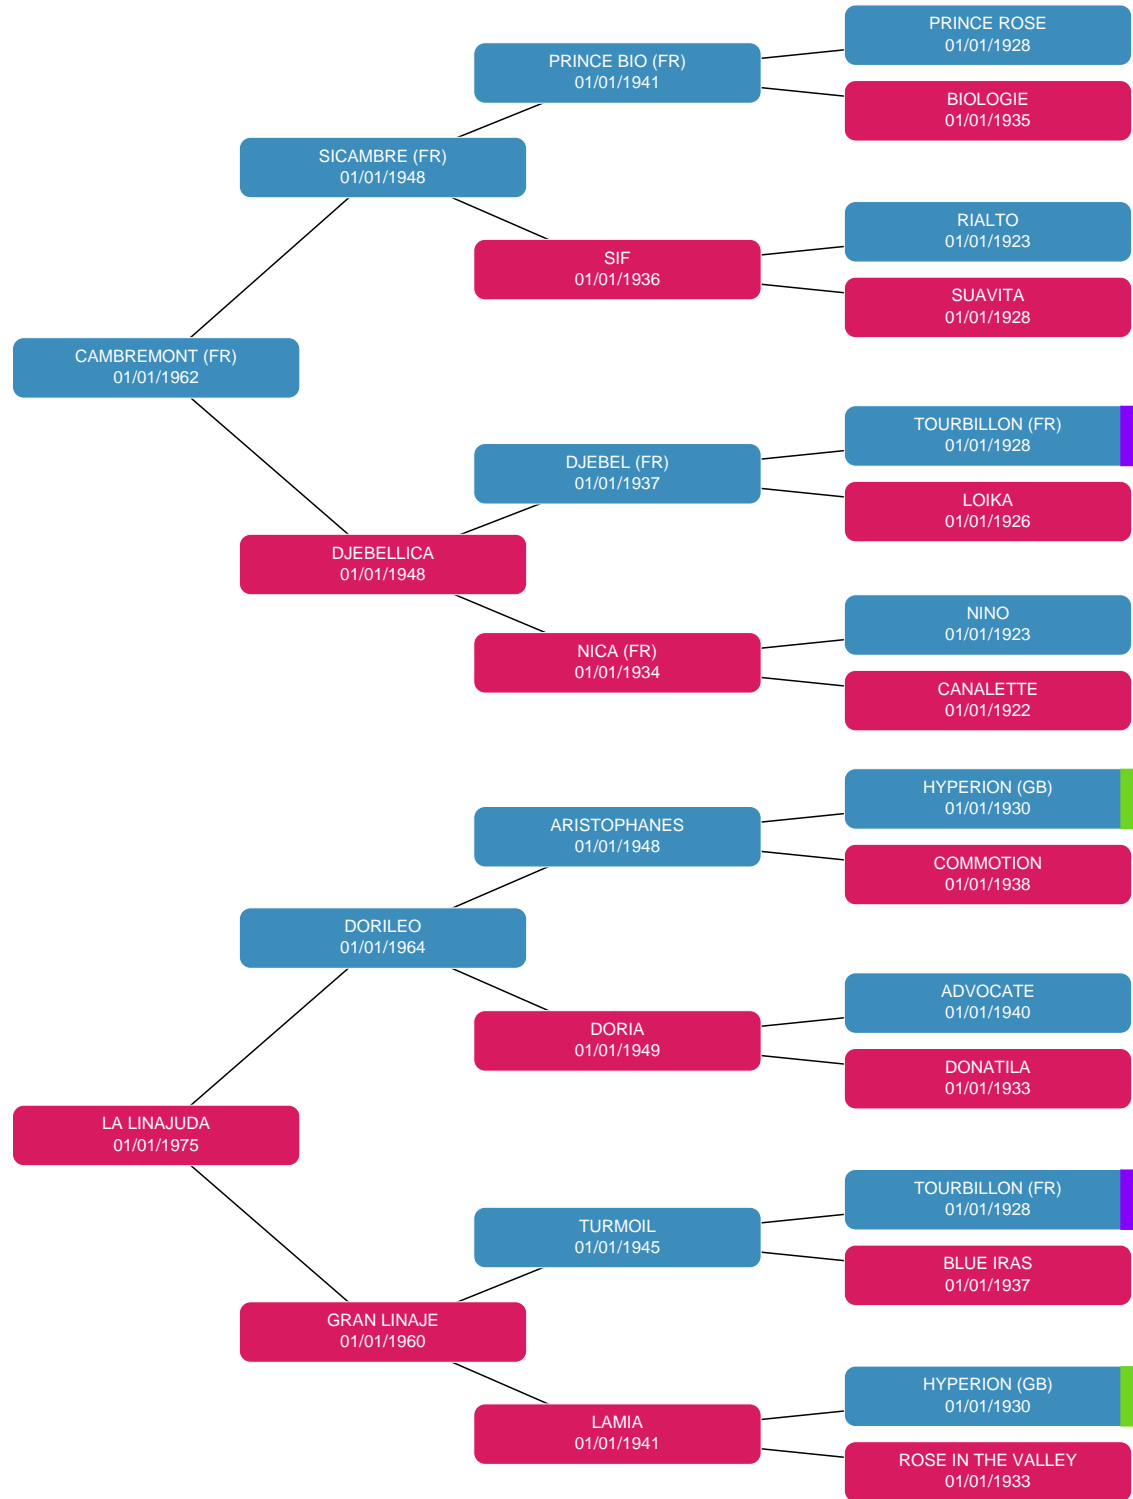 PRINCE ROSE
01/01/1928
PRINCE BIO (FR)
01/01/1941
BIOLOGIE
01/01/1935
SICAMBRE (FR)
01/01/1948
RIALTO
01/01/1923
SIF
01/01/1936
SUAVITA
01/01/1928
CAMBREMONT (FR)
01/01/1962
TOURBILLON (FR)
01/01/1928
DJEBEL (FR)
01/01/1937
LOIKA
01/01/1926
DJEBELLICA
01/01/1948
NINO
01/01/1923
NICA (FR)
01/01/1934
CANALETTE
01/01/1922
HYPERION (GB)
01/01/1930
ARISTOPHANES
01/01/1948
COMMOTION
01/01/1938
DORILEO
01/01/1964
ADVOCATE
01/01/1940
DORIA
01/01/1949
DONATILA
01/01/1933
LA LINAJUDA
01/01/1975
TOURBILLON (FR)
01/01/1928
TURMOIL
01/01/1945
BLUE IRAS
01/01/1937
GRAN LINAJE
01/01/1960
HYPERION (GB)
01/01/1930
LAMIA
01/01/1941
ROSE IN THE VALLEY
01/01/1933